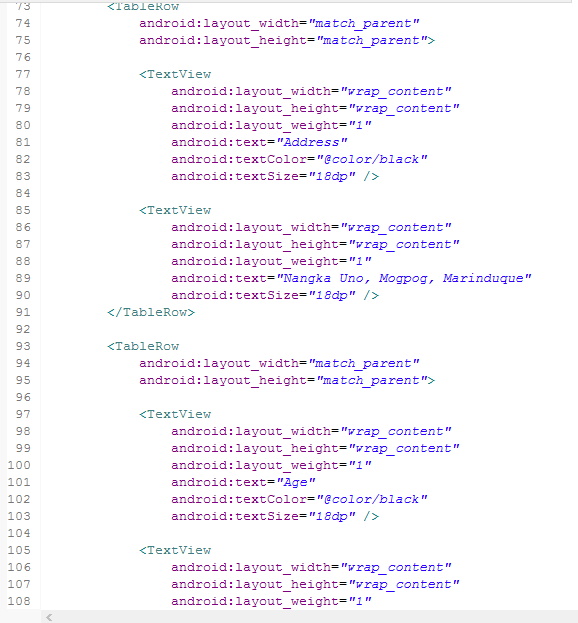 73 <TableRow
74 android:layout_width="match_parent"
75 android:layout_height="match_parent">
76
77 <TextView
78 android:layout_width="wrap_content"
79 android:layout_height="wrap_content"
80 android:layout_weight="1"
81 android:text="Address"
82 android:textColor="@color/black"
83 android:textSize="18dp" />
84
85 <TextView
86 android:layout_width="wrap_content"
87 android:layout_height="wrap_content"
88 android:layout_weight="1"
89 android:text="Nangka Uno, Mogpog, Marinduque"
90 android:textSize="18dp" />
91 </TableRow>
92
93 <TableRow
94 android:layout_width="match_parent"
95 android:layout_height="match_parent">
96
97 <TextView
98 android:layout_width="wrap_content"
99 android:layout_height="wrap_content"
100 android:layout_weight="1"
101 android:text="Age"
102 android:textColor="@color/black"
103 android:textSize="18dp" />
104
105 <TextView
106 android:layout_width="wrap_content"
107 android:layout_height="wrap_content"
108 android:layout_weight="1"